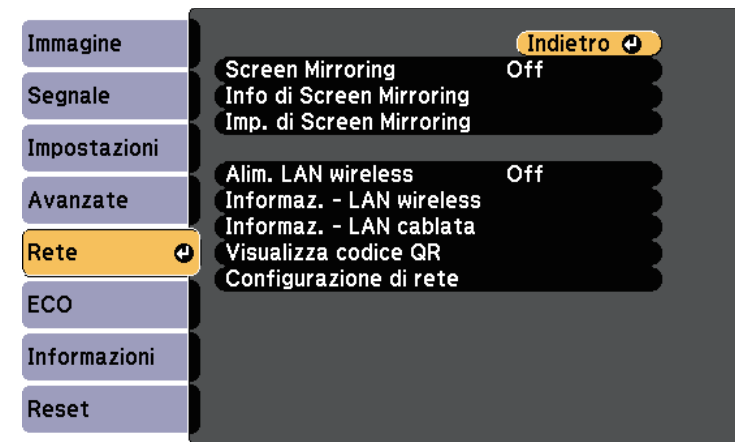 Immagine
Segnale
Impostazioni
Avanzate
Rete
ECO
Informazioni
Reset
Indietro
Screen Mirroring Off
Info di Screen Mirroring
Imp. di Screen Mirroring
Alim. LAN wireless Off
Informaz. - LAN wireless
Informaz. - LAN cablata
Visualizza codice QR
Configurazione di rete